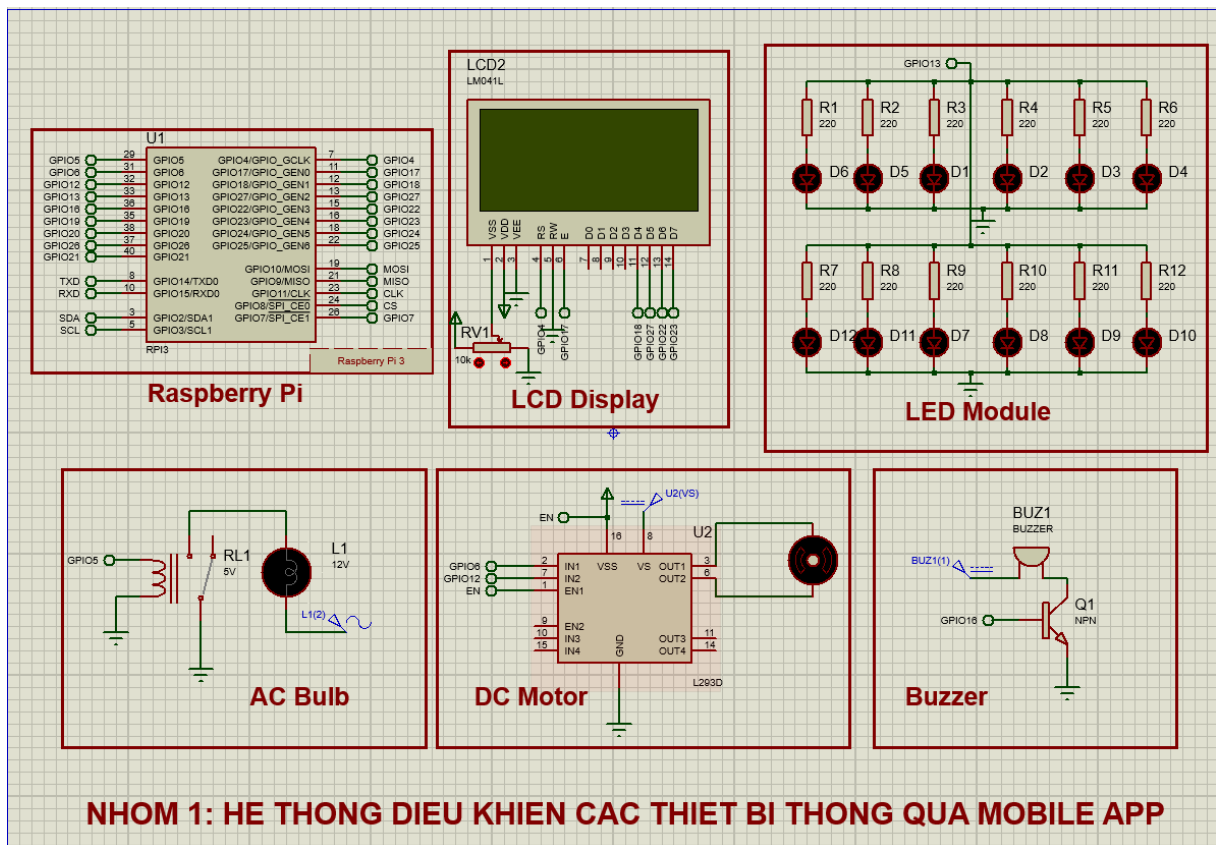 U1
29 GPIO5 GPIO4/GPIO_GCLK 7
GPIO5 GPIO4
31 GPIO6 GPIO17/GPIO_GEN0 11
GPIO6 GPIO17
32 GPIO12 GPIO18/GPIO_GEN1 12
GPIO12 GPIO18
33 GPIO13 GPIO27/GPIO_GEN2 13
GPIO13 GPIO27
36 GPIO16 GPIO22/GPIO_GEN3 15
GPIO16 GPIO22
35 GPIO19 GPIO23/GPIO_GEN4 16
GPIO19 GPIO23
38 GPIO20 GPIO24/GPIO_GEN5 18
GPIO20 GPIO24
37 GPIO26 GPIO25/GPIO_GEN6 22
GPIO26 GPIO25
40 GPIO21
GPIO21
GPIO10/MOSI 19 MOSI
TXD 8 GPIO14/TXD0 GPIO9/MISO 21 MISO
RXD 10 GPIO15/RXD0 GPIO11/CLK 23 CLK
GPIO8/SPI_CE0 24 CS
SDA 3 GPIO2/SDA1 GPIO7/SPI_CE1 26 GPIO7
SCL 5 GPIO3/SCL1
RPI3
Raspberry Pi 3
Raspberry Pi
LCD2
LM041L
VSS VDD VEE RS RW E D0 D1 D2 D3 D4 D5 D6 D7
1 2 3 4 5 6 7 8 9 10 11 12 13 14
GPIO4 GPIO17 GPIO18 GPIO27 GPIO22 GPIO23
RV1
10k
LCD Display
GPIO13
R1 R2 R3 R4 R5 R6
220 220 220 220 220 220
D6 D5 D1 D2 D3 D4
R7 R8 R9 R10 R11 R12
220 220 220 220 220 220
D12 D11 D7 D8 D9 D10
LED Module
GPIO5
RL1
5V
L1
12V
L1(2)
AC Bulb
EN
U2(VS)
U2
16 8
VSS VS
GPIO6 2 IN1 OUT1 3
GPIO12 7 IN2 OUT2 6
EN 1 EN1
9 EN2
10 IN3 OUT3 11
15 IN4 OUT4 14
GND
L293D
DC Motor
BUZ1
BUZZER
BUZ1(1)
GPIO16
Q1
NPN
Buzzer
NHOM 1: HE THONG DIEU KHIEN CAC THIET BI THONG QUA MOBILE APP